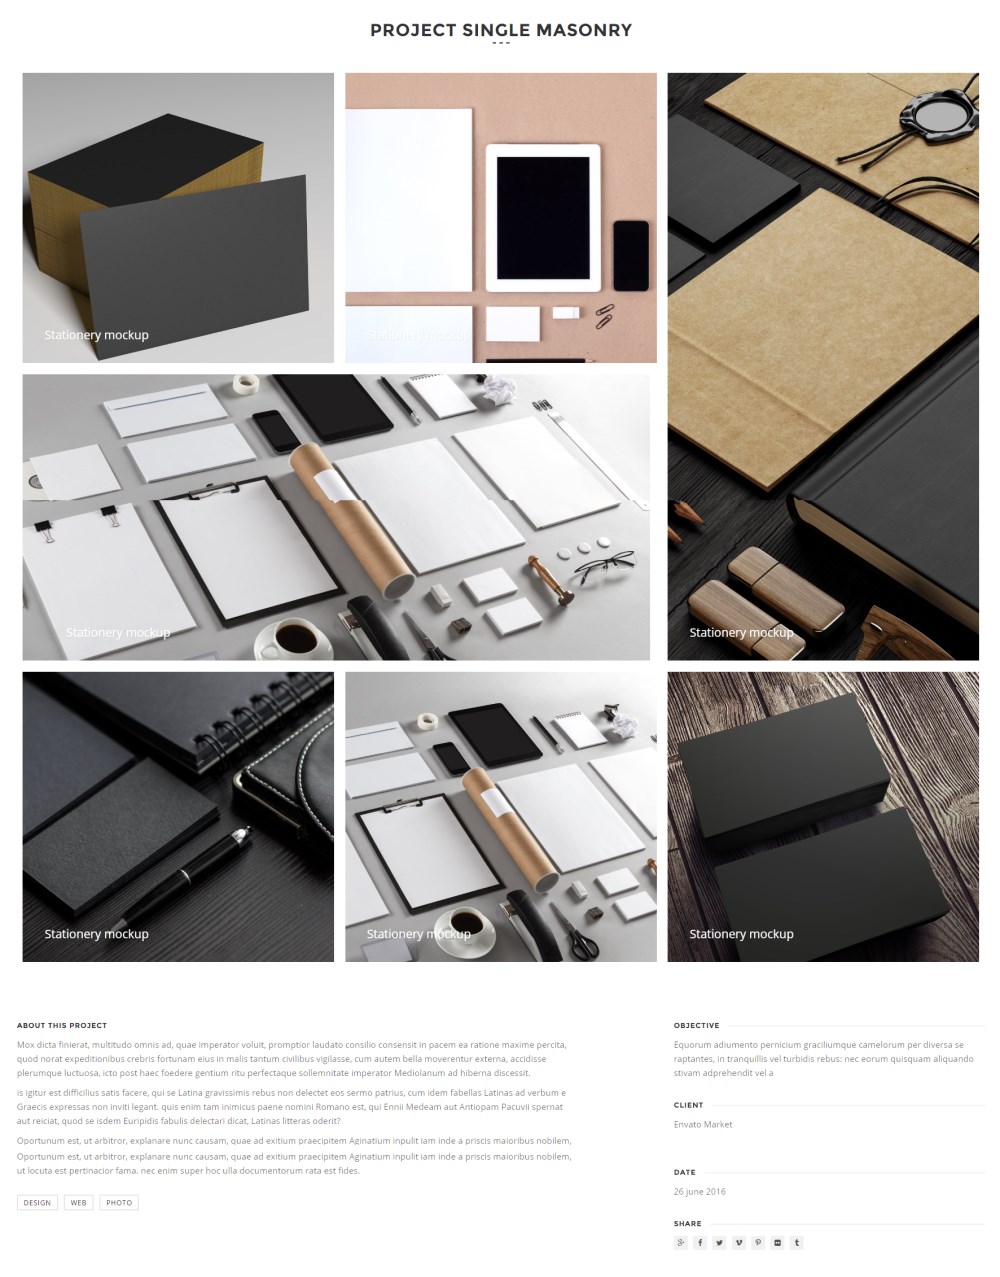 PROJECT SINGLE MASONRY
Stationery mockup
Stationery mockup
Stationery mockup
Stationery mockup
Stationery mockup
Stationery mockup
Stationery mockup
ABOUT THIS PROJECT
Mox dicta finierat, multitudo omnis ad, quae imperator voluit, promptior laudato consilio consensit in pacem ea ratione maxime percita,
quod norat expeditionibus crebris fortunam eius in malis tantum civilibus vigilasse, cum autem bella moverentur externa, accidisse
plerumque luctuosa, icto post haec foedere gentium ritu perfectaque sollemnitate imperator Mediolanum ad hiberna discessit.
is igitur est difficilius satis facere, qui se Latina gravissimis rebus non delectet eos sermo patrius, cum idem fabellas Latinas ad verbum e
Graecis expressas non inviti legant. quis enim tam inimicus paene nomini Romano est, qui Ennii Medeam aut Antiopam Pacuvii spernat
aut reiciat, quod se isdem Euripidis fabulis delectari dicat, Latinas litteras oderit?
Oportunum est, ut arbitror, explanare nunc causam, quae ad exitium praecipitem Aginatium inpulit iam inde a priscis maioribus nobilem,
Oportunum est, ut arbitror, explanare nunc causam, quae ad exitium praecipitem Aginatium inpulit iam inde a priscis maioribus nobilem,
ut locuta est pertinacior fama. nec enim super hoc ulla documentorum rata est fides.
DESIGN WEB PHOTO
OBJECTIVE
Equorum adiumento pernicium graciliumque camelorum per diversa se
raptantes, in tranquillis vel turbidis rebus: nec eorum quisquam aliquando
stivam adprehendit vel a
CLIENT
Envato Market
DATE
26 june 2016
SHARE